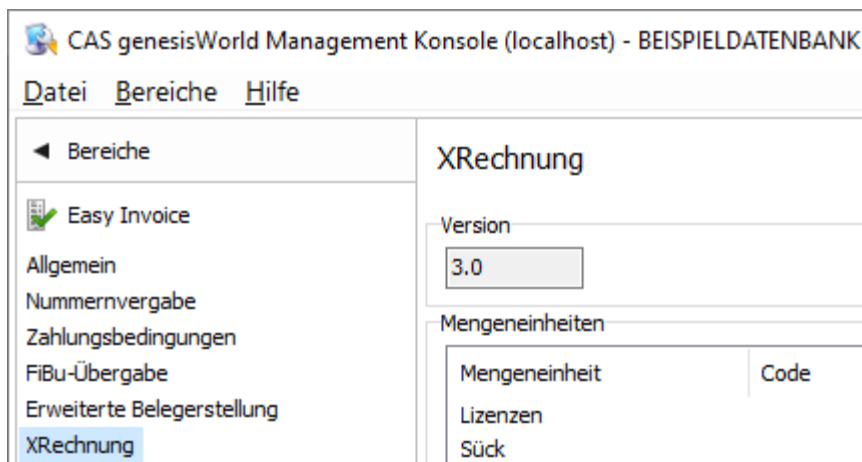 CAS genesisWorld Management Konsole (localhost) - BEISPIELDATENBANK
Datei Bereiche Hilfe
◄ Bereiche
Easy Invoice
Allgemein
Nummernvergabe
Zahlungsbedingungen
FiBu-Übergabe
Erweiterte Belegerstellung
XRechnung
XRechnung
Version
3.0
Mengeneinheiten
Mengeneinheit Code
Lizenzen
Sück